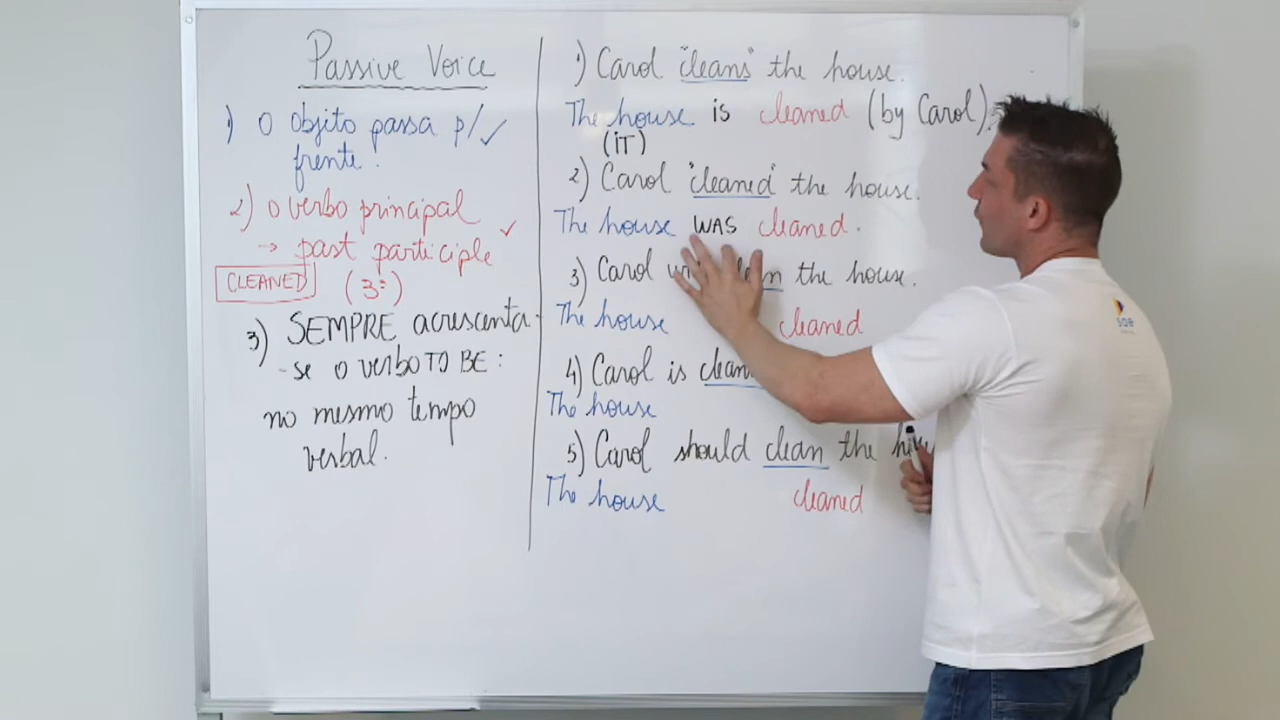 Passive Voice
1) O objito passa p/ ✓
frente.
2) O verbo principal
→ past participle ✓
CLEANED (3ª)
3) SEMPRE acrescenta-
-se o verbo TO BE:
no mesmo tempo
verbal.
1) Carol "cleans" the house.
The house is cleaned (by Carol).
(IT)
2) Carol "cleaned" the house.
The house WAS cleaned.
3) Carol the house.
The house cleaned
4) Carol is
The house
5) Carol should clean the
The house cleaned